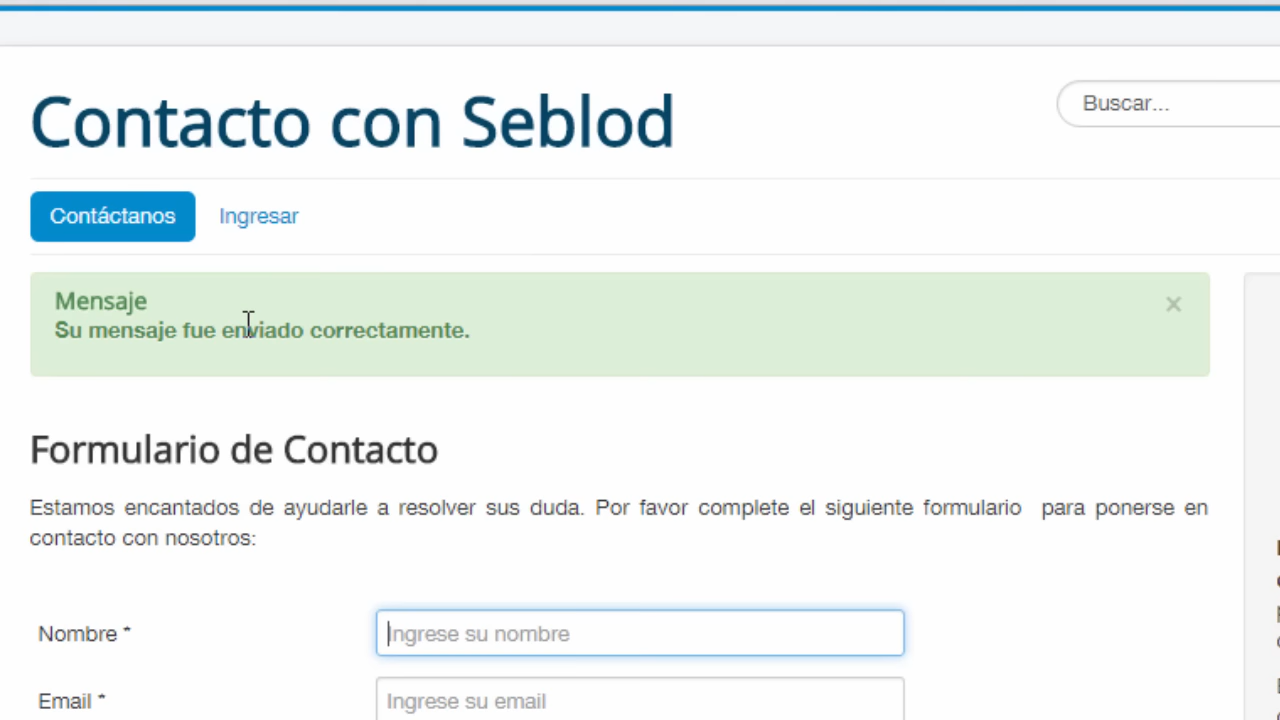 Contacto con Seblod
Buscar...
Contáctanos Ingresar
Mensaje
×
Su mensaje fue enviado correctamente.
Formulario de Contacto
Estamos encantados de ayudarle a resolver sus duda. Por favor complete el siguiente formulario para ponerse en
contacto con nosotros:
Nombre * Ingrese su nombre
Email * Ingrese su email